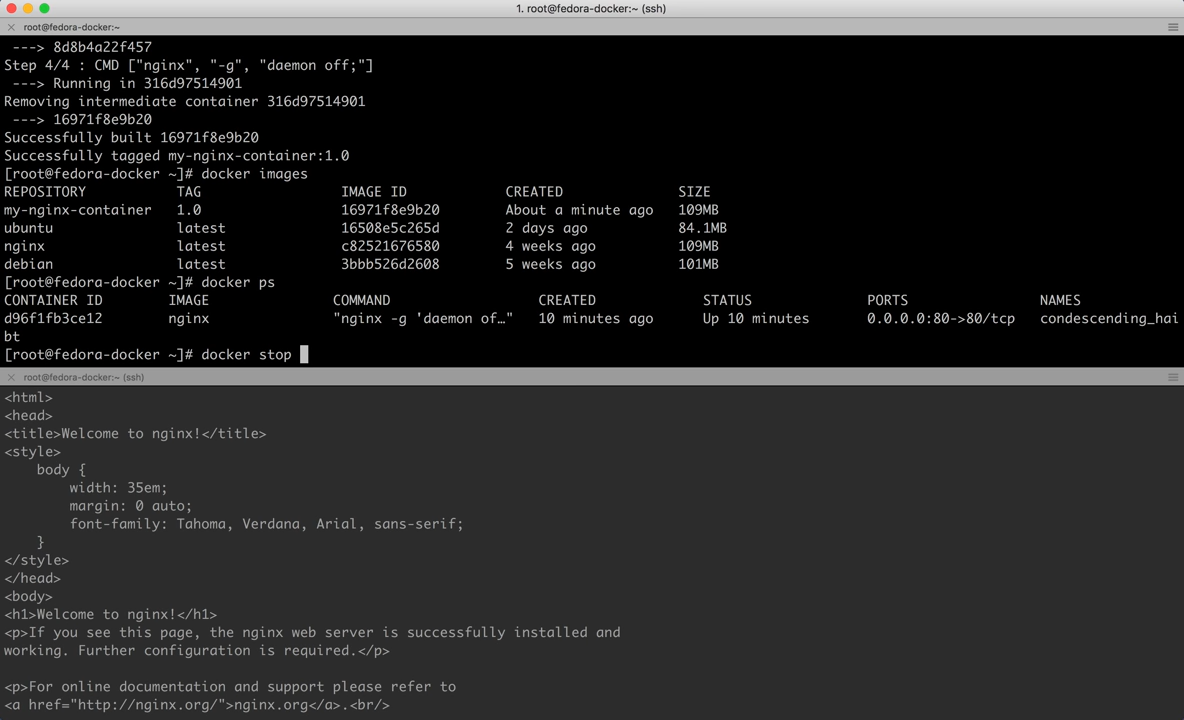 1. root@fedora-docker:~ (ssh)
root@fedora-docker:~
---> 8d8b4a22f457
Step 4/4 : CMD ["nginx", "-g", "daemon off;"]
---> Running in 316d97514901
Removing intermediate container 316d97514901
---> 16971f8e9b20
Successfully built 16971f8e9b20
Successfully tagged my-nginx-container:1.0
[root@fedora-docker ~]# docker images
REPOSITORY TAG IMAGE ID CREATED SIZE
my-nginx-container 1.0 16971f8e9b20 About a minute ago 109MB
ubuntu latest 16508e5c265d 2 days ago 84.1MB
nginx latest c82521676580 4 weeks ago 109MB
debian latest 3bbb526d2608 5 weeks ago 101MB
[root@fedora-docker ~]# docker ps
CONTAINER ID IMAGE COMMAND CREATED STATUS PORTS NAMES
d96f1fb3ce12 nginx "nginx -g 'daemon of…" 10 minutes ago Up 10 minutes 0.0.0.0:80->80/tcp condescending_hai
bt
[root@fedora-docker ~]# docker stop
root@fedora-docker:~ (ssh)
<html>
<head>
<title>Welcome to nginx!</title>
<style>
body {
width: 35em;
margin: 0 auto;
font-family: Tahoma, Verdana, Arial, sans-serif;
}
</style>
</head>
<body>
<h1>Welcome to nginx!</h1>
<p>If you see this page, the nginx web server is successfully installed and
working. Further configuration is required.</p>
<p>For online documentation and support please refer to
<a href="http://nginx.org/">nginx.org</a>.<br/>